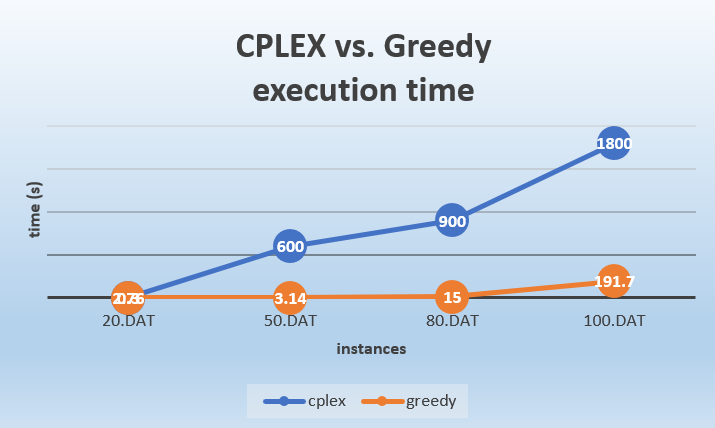 CPLEX vs. Greedy
execution time
time (s)
1800
900
600
191.7
15
3.14
20.DAT 50.DAT 80.DAT 100.DAT
instances
cplex greedy